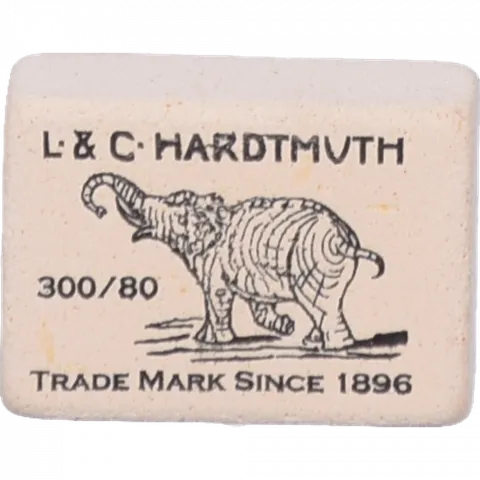 L. & C. HARDTMUTH
300/80
TRADE MARK SINCE 1896